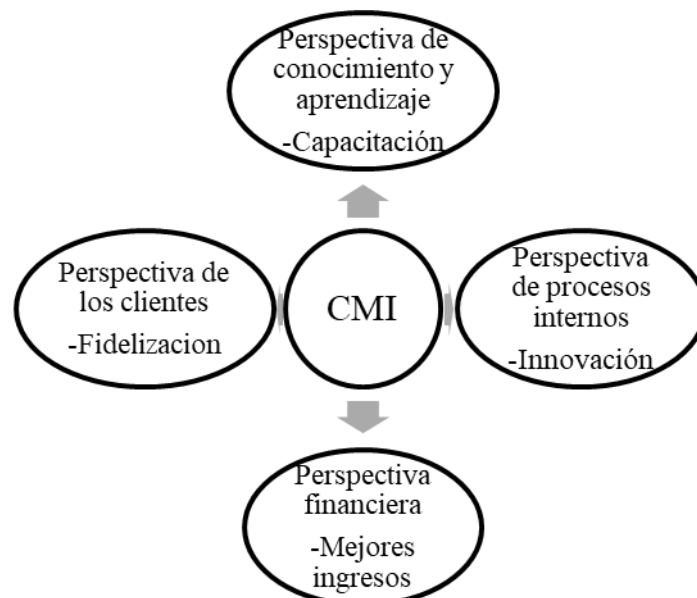 Perspectiva de
conocimiento y
aprendizaje
-Capacitación
Perspectiva de
los clientes
-Fidelizacion
CMI
Perspectiva
de procesos
internos
-Innovación
Perspectiva
financiera
-Mejores
ingresos